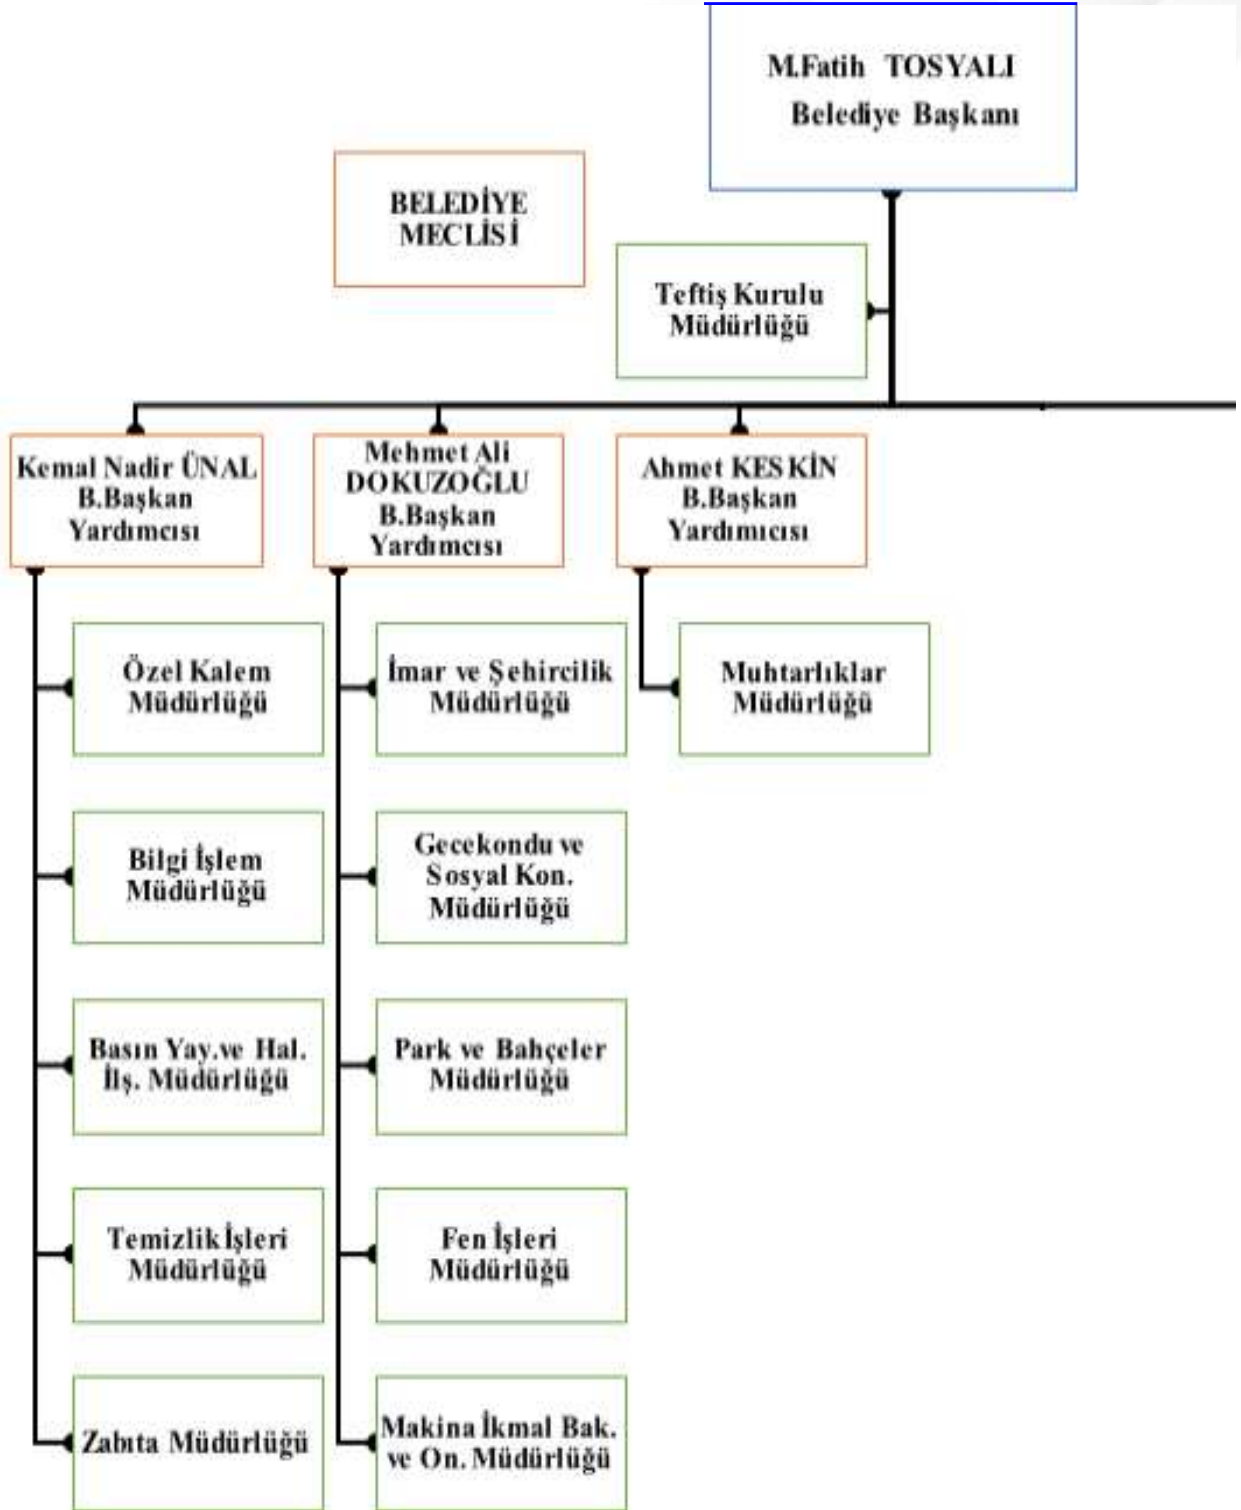 M.Fatih TOSYALI
Belediye Başkanı
BELEDİYE
MECLİSİ
Teftiş Kurulu
Müdürlüğü
Kemal Nadir ÜNAL
B.Başkan
Yardımcısı
Mehmet Ali
DOKUZOĞLU
B.Başkan
Yardımcısı
Ahmet KESKİN
B.Başkan
Yardımıcısı
Özel Kalem
Müdürlüğü
İmar ve Şehircilik
Müdürlüğü
Muhtarlıklar
Müdürlüğü
Bilgi İşlem
Müdürlüğü
Gecekondu ve
Sosyal Kon.
Müdürlüğü
Basın Yay.ve Hal.
İlş. Müdürlüğü
Park ve Bahçeler
Müdürlüğü
Temizlik İşleri
Müdürlüğü
Fen İşleri
Müdürlüğü
Zabıta Müdürlüğü
Makina İkmal Bak.
ve On. Müdürlüğü